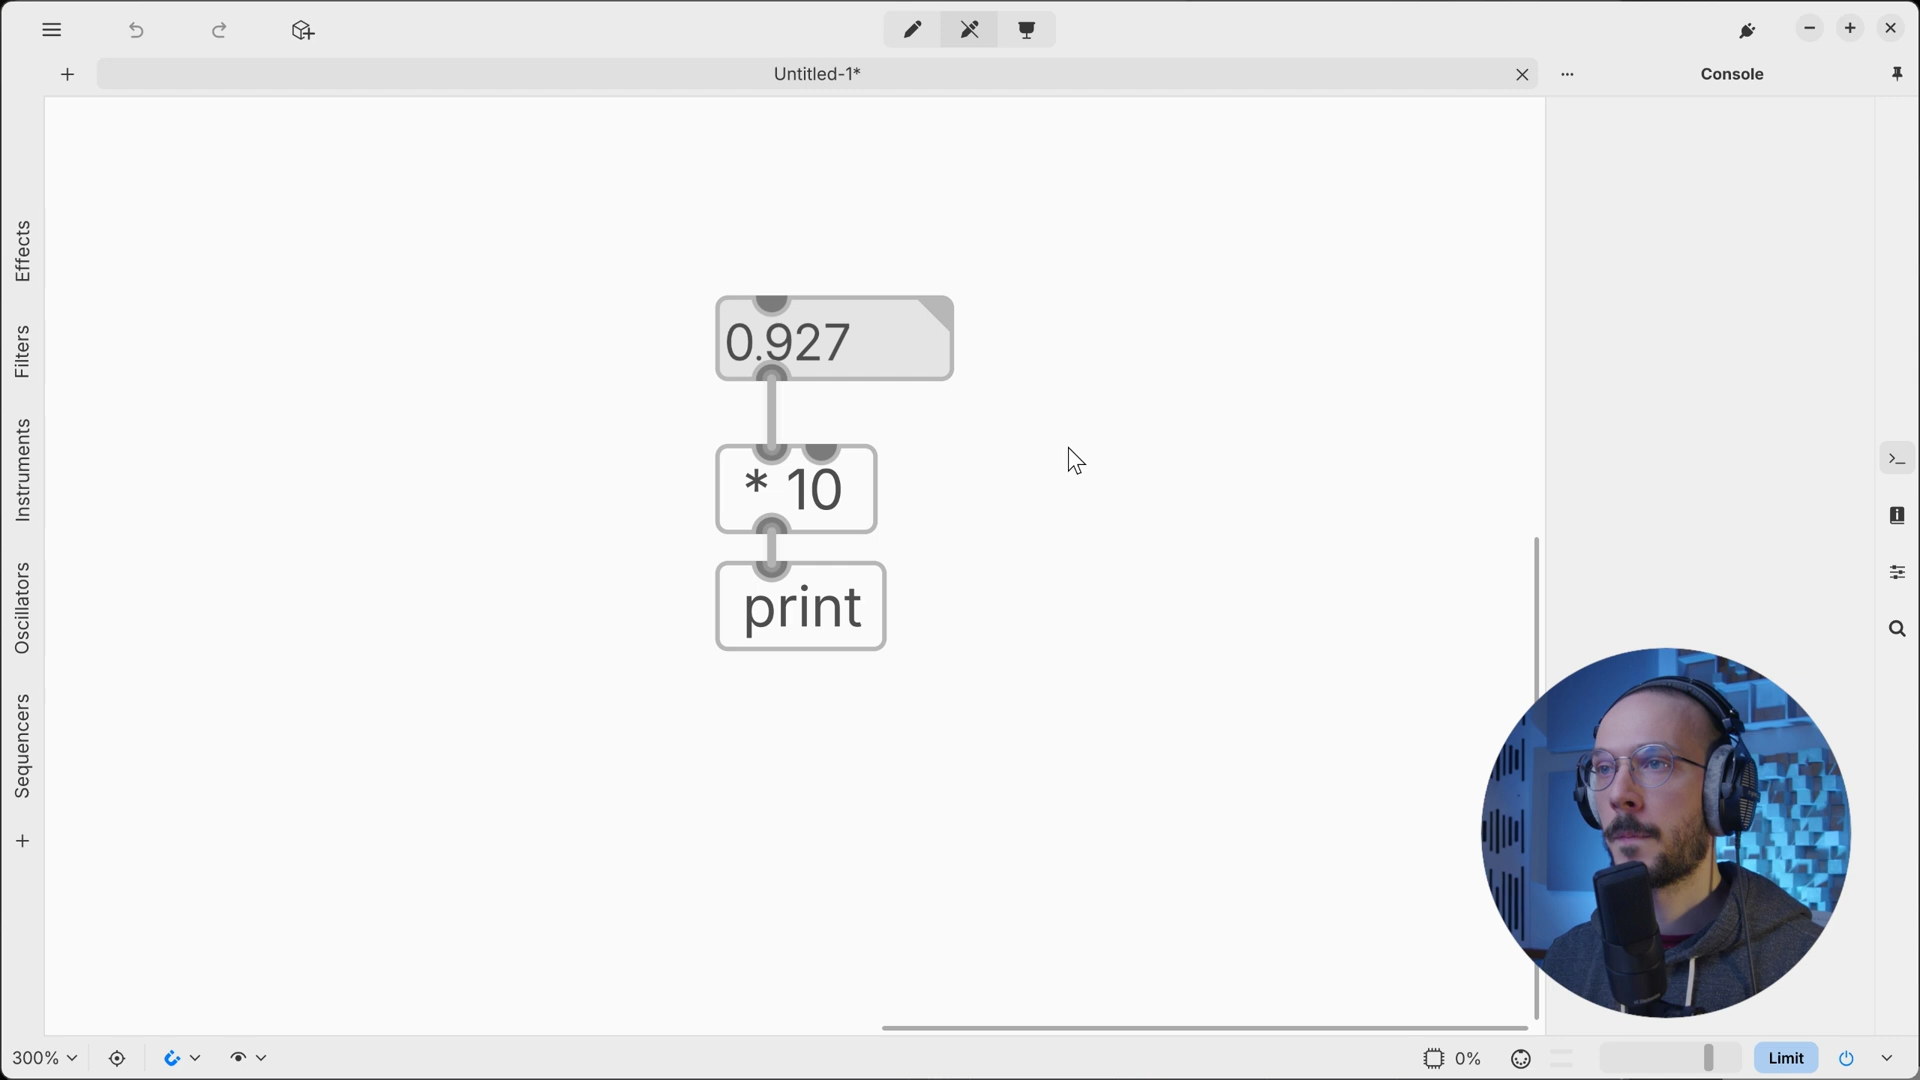 Untitled-1*
Console
Effects
Filters
Instruments
Oscillators
Sequencers
0.927
* 10
print
300%
0%
Limit